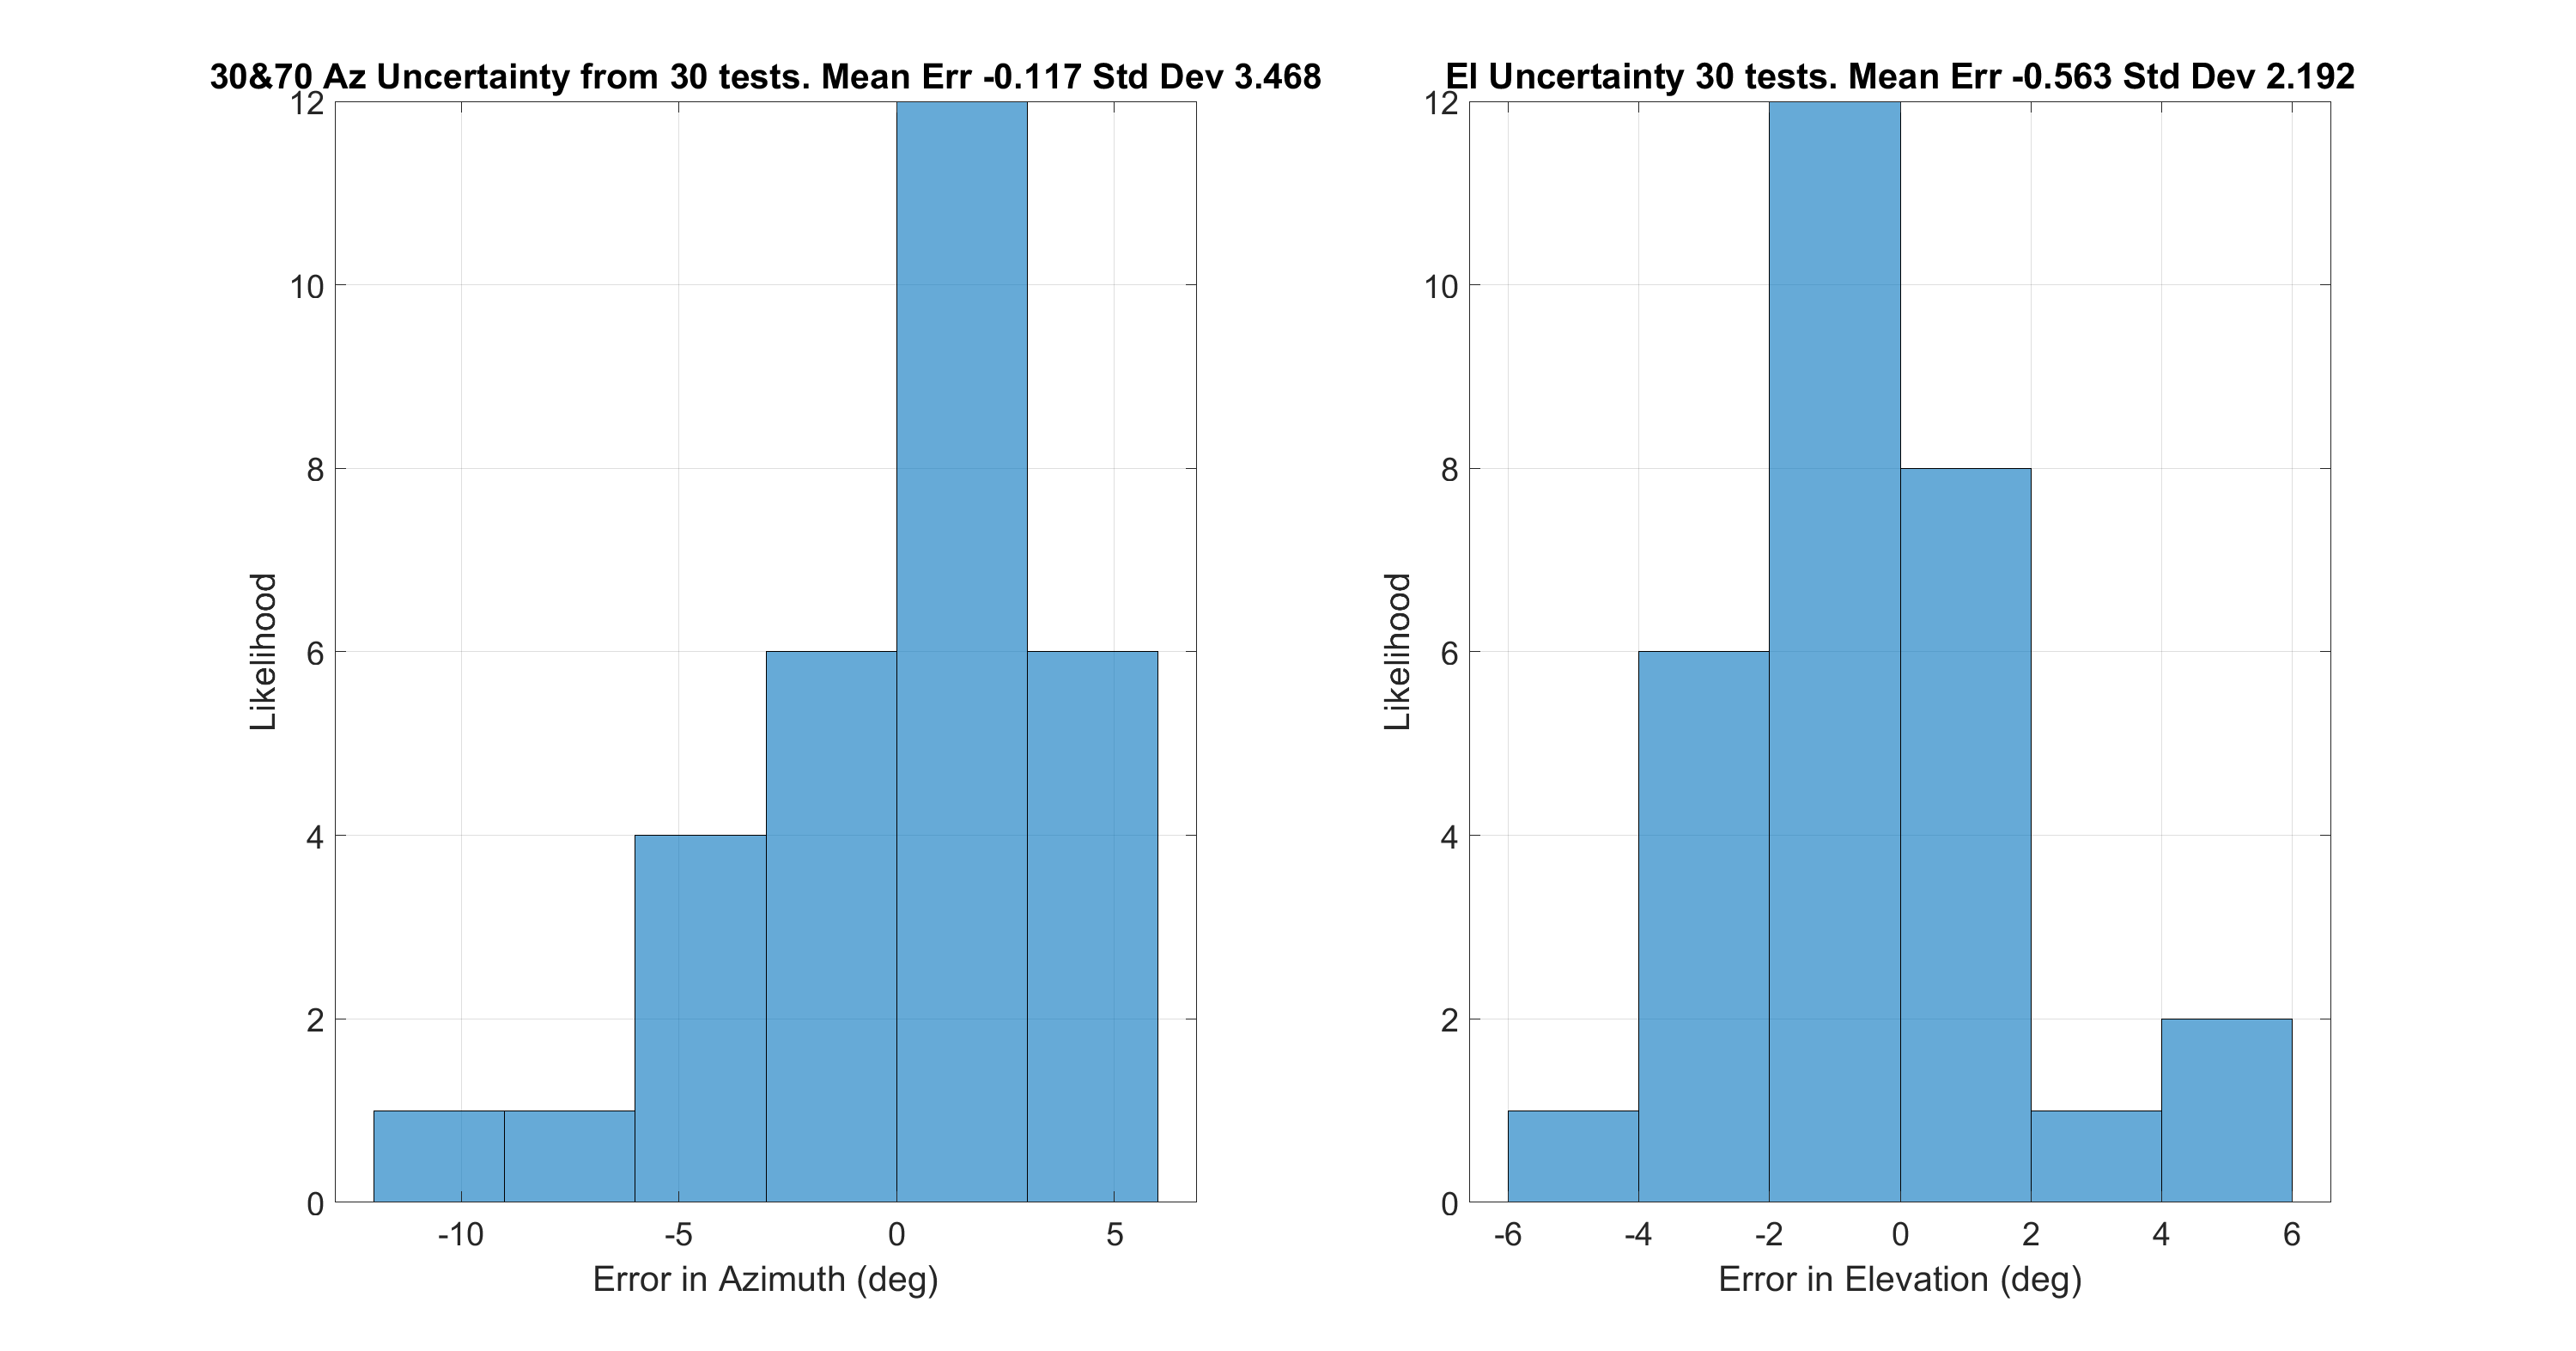 30&70 Az Uncertainty from 30 tests. Mean Err -0.117 Std Dev 3.468
12
10
8
6
4
2
0
Likelihood
-10 -5 0 5
Error in Azimuth (deg)
El Uncertainty 30 tests. Mean Err -0.563 Std Dev 2.192
12
10
8
6
4
2
0
Likelihood
-6 -4 -2 0 2 4 6
Error in Elevation (deg)